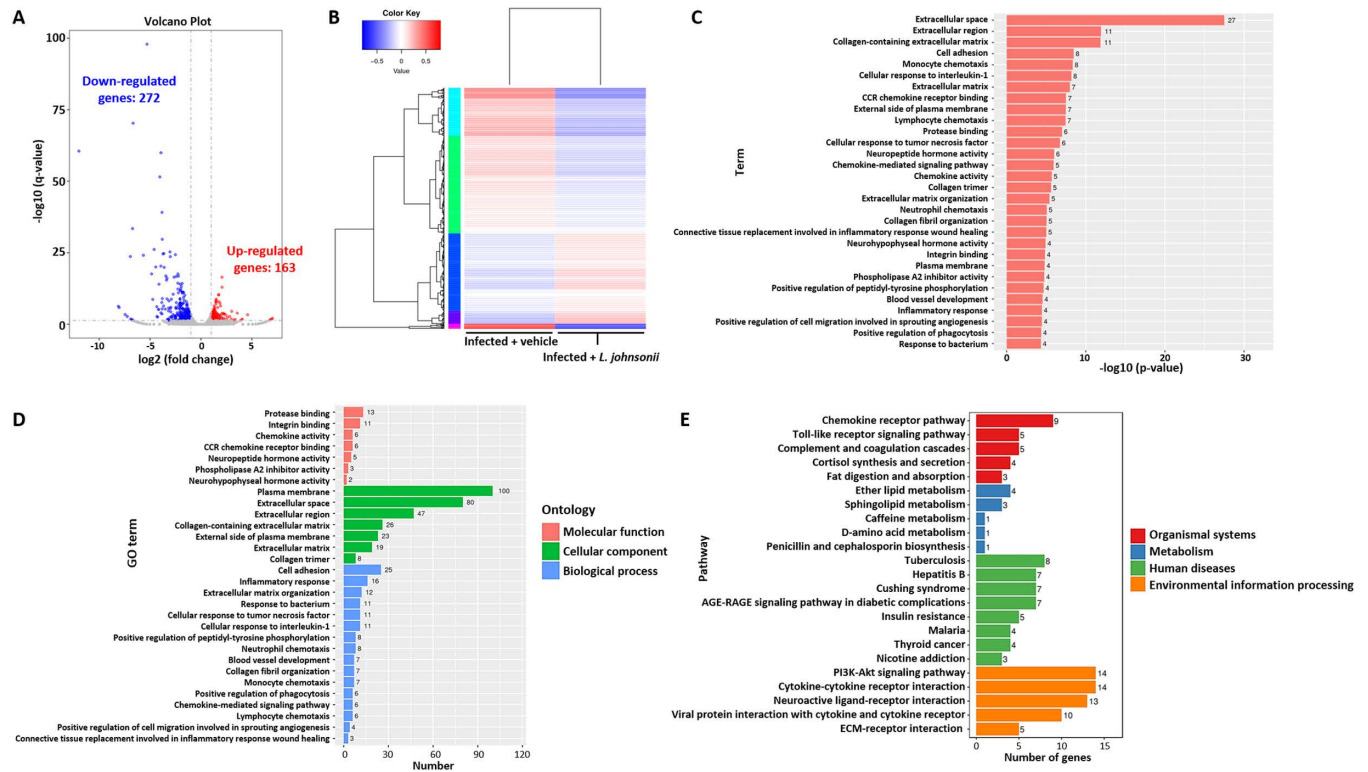 A
Volcano Plot
-log10 (q-value)
100
75
50
25
0
Down-regulated
genes: 272
Up-regulated
genes: 163
-10
-5
0
5
log2 (fold change)
B
Color Key
-0.5
0
0.5
Value
Infected + vehicle
Infected + L. johnsonii
C
Term
Extracellular space 27
Extracellular region 11
Collagen-containing extracellular matrix 11
Cell adhesion 8
Monocyte chemotaxis 8
Cellular response to interleukin-1 8
Extracellular matrix 7
CCR chemokine receptor binding 7
External side of plasma membrane 7
Lymphocyte chemotaxis 7
Protease binding 6
Cellular response to tumor necrosis factor 6
Neuropeptide hormone activity 6
Chemokine-mediated signaling pathway 5
Chemokine activity 5
Collagen trimer 5
Extracellular matrix organization 5
Neutrophil chemotaxis 5
Collagen fibril organization 5
Connective tissue replacement involved in inflammatory response wound healing 5
Neurohypophyseal hormone activity 4
Integrin binding 4
Plasma membrane 4
Phospholipase A2 inhibitor activity 4
Positive regulation of peptidyl-tyrosine phosphorylation 4
Blood vessel development 4
Inflammatory response 4
Positive regulation of cell migration involved in sprouting angiogenesis 4
Positive regulation of phagocytosis 4
Response to bacterium 4
0 10 20 30
-log10 (p-value)
D
GO term
Protease binding 13
Integrin binding 11
Chemokine activity 6
CCR chemokine receptor binding 6
Neuropeptide hormone activity 5
Phospholipase A2 inhibitor activity 3
Neurohypophyseal hormone activity 2
Plasma membrane 100
Extracellular space 80
Extracellular region 47
Collagen-containing extracellular matrix 26
External side of plasma membrane 23
Extracellular matrix 19
Collagen trimer 8
Cell adhesion 25
Inflammatory response 16
Extracellular matrix organization 12
Response to bacterium 11
Cellular response to tumor necrosis factor 11
Cellular response to interleukin-1 11
Positive regulation of peptidyl-tyrosine phosphorylation 8
Neutrophil chemotaxis 8
Blood vessel development 7
Collagen fibril organization 7
Monocyte chemotaxis 7
Positive regulation of phagocytosis 6
Chemokine-mediated signaling pathway 6
Lymphocyte chemotaxis 6
Positive regulation of cell migration involved in sprouting angiogenesis 4
Connective tissue replacement involved in inflammatory response wound healing 3
0 30 60 90 120
Number
Ontology
Molecular function
Cellular component
Biological process
E
Pathway
Chemokine receptor pathway 9
Toll-like receptor signaling pathway 5
Complement and coagulation cascades 5
Cortisol synthesis and secretion 4
Fat digestion and absorption 3
Ether lipid metabolism 4
Sphingolipid metabolism 3
Caffeine metabolism 1
D-amino acid metabolism 1
Penicillin and cephalosporin biosynthesis 1
Tuberculosis 8
Hepatitis B 7
Cushing syndrome 7
AGE-RAGE signaling pathway in diabetic complications 7
Insulin resistance 5
Malaria 4
Thyroid cancer 4
Nicotine addiction 3
PI3K-Akt signaling pathway 14
Cytokine-cytokine receptor interaction 14
Neuroactive ligand-receptor interaction 13
Viral protein interaction with cytokine and cytokine receptor 10
ECM-receptor interaction 5
0 5 10 15
Number of genes
Organismal systems
Metabolism
Human diseases
Environmental information processing